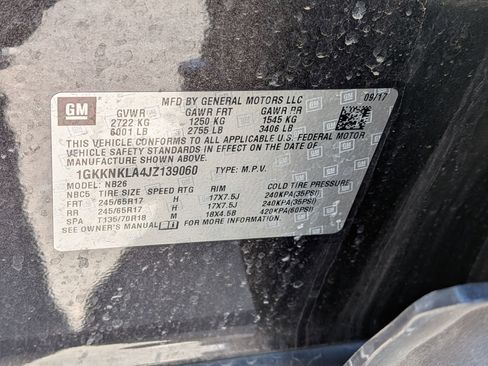 GM
MFD BY GENERAL MOTORS LLC 09/17
GVWR GAWR FRT GAWR RR
2722 KG 1250 KG 1545 KG
6001 LB 2755 LB 3406 LB
THIS VEHICLE CONFORMS TO ALL APPLICABLE U.S. FEDERAL MOTOR
VEHICLE SAFETY STANDARDS IN EFFECT ON THE DATE OF
MANUFACTURE SHOWN ABOVE.
1GKKNKLA4JZ139060 TYPE: M.P.V.
MODEL: NB26
NBC5 TIRE SIZE SPEED RTG RIM COLD TIRE PRESSURE
FRT 245/65R17 H 17X7.5J 240KPA(35PSI)
RR 245/65R17 H 17X7.5J 240KPA(35PSI)
SPA T135/70R18 M 18X4.5B 420KPA(60PSI)
SEE OWNER'S MANUAL FOR MORE INFORMATION.